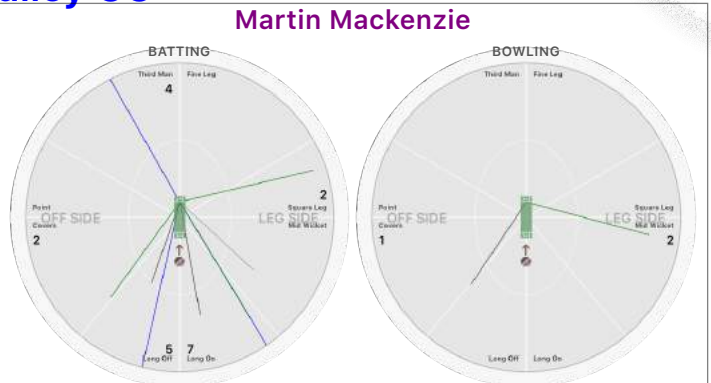 Martin Mackenzie
BATTING
Third Man
Fine Leg
4
2
Point
Square Leg
OFF SIDE
LEG SIDE
Covers
Mid Wicket
2
5
7
Long Off
Long On
BOWLING
Third Man
Fine Leg
Point
Square Leg
OFF SIDE
LEG SIDE
Covers
Mid Wicket
1
2
Long Off
Long On